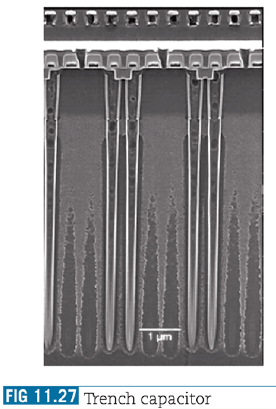 1 μm
FIG 11.27 Trench capacitor